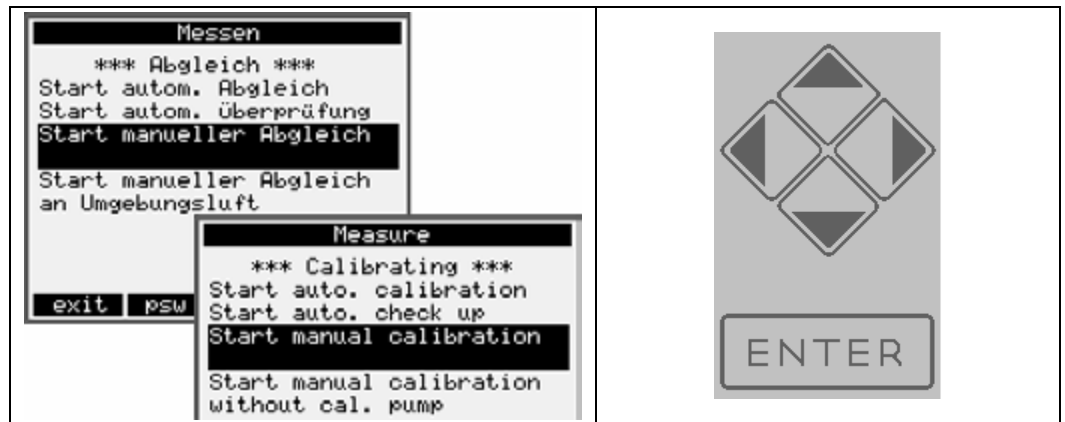 Messen
*** Abgleich ***
Start autom. Abgleich
Start autom. Überprüfung
Start manueller Abgleich
Start manueller Abgleich
an Umgebungsluft
exit psw
Measure
*** Calibrating ***
Start auto. calibration
Start auto. check up
Start manual calibration
Start manual calibration
without cal. pump
ENTER